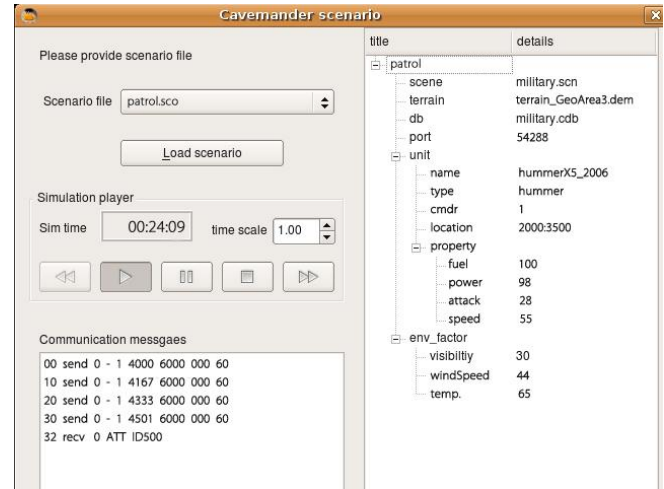 Cavemander scenario
Please provide scenario file
Scenario file patrol.sco
Load scenario
Simulation player
Sim time 00:24:09 time scale 1.00
Communication messgaes
00 send 0 - 1 4000 6000 000 60
10 send 0 - 1 4167 6000 000 60
20 send 0 - 1 4333 6000 000 60
30 send 0 - 1 4501 6000 000 60
32 recv 0 ATT ID500
title details
patrol
scene military.scn
terrain terrain_GeoArea3.dem
db military.cdb
port 54288
unit
name hummerX5_2006
type hummer
cmdr 1
location 2000:3500
property
fuel 100
power 98
attack 28
speed 55
env_factor
visibiltiy 30
windSpeed 44
temp. 65